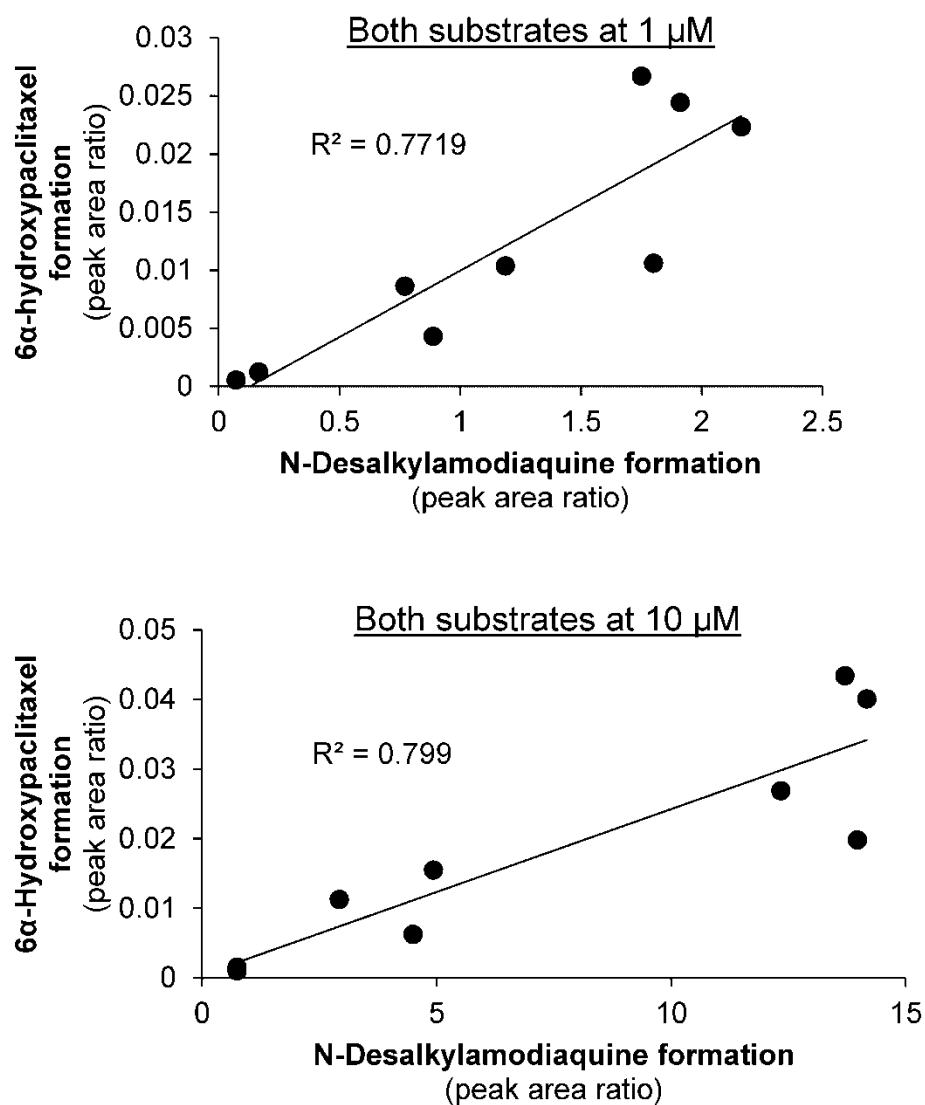 Both substrates at 1 µM
6α-hydroxypaclitaxel
formation
(peak area ratio)
0.03
0.025
0.02
0.015
0.01
0.005
0
R² = 0.7719
0 0.5 1 1.5 2 2.5
N-Desalkylamodiaquine formation
(peak area ratio)
Both substrates at 10 µM
6α-Hydroxypaclitaxel
formation
(peak area ratio)
0.05
0.04
0.03
0.02
0.01
0
R² = 0.799
0 5 10 15
N-Desalkylamodiaquine formation
(peak area ratio)